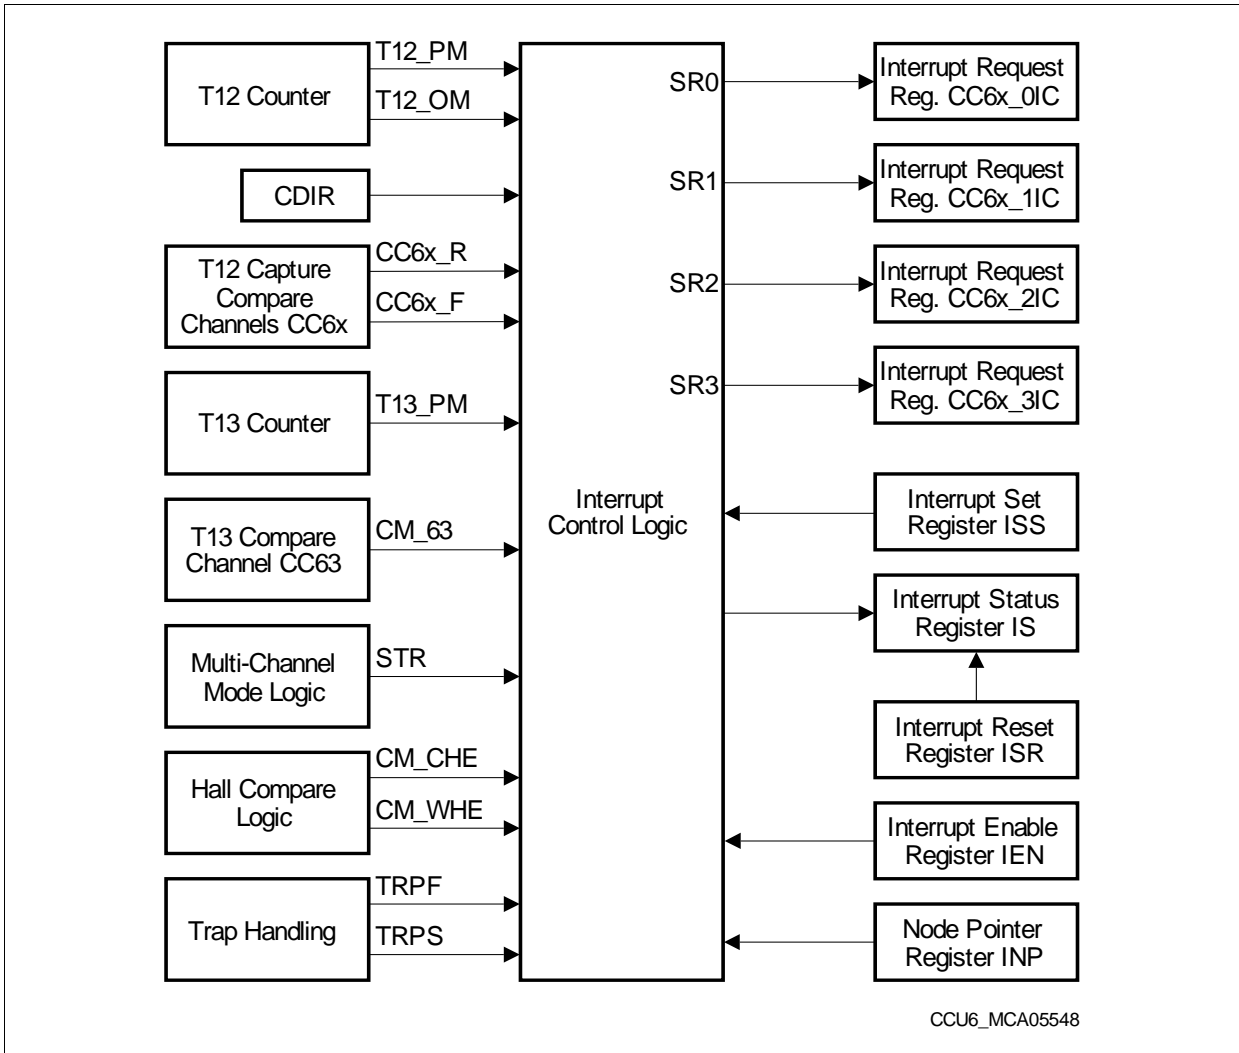 T12 Counter
T12_PM
T12_OM
CDIR
T12 Capture
Compare
Channels CC6x
CC6x_R
CC6x_F
T13 Counter
T13_PM
T13 Compare
Channel CC63
CM_63
Multi-Channel
Mode Logic
STR
Hall Compare
Logic
CM_CHE
CM_WHE
Trap Handling
TRPF
TRPS
Interrupt
Control Logic
SR0
SR1
SR2
SR3
Interrupt Request
Reg. CC6x_0IC
Interrupt Request
Reg. CC6x_1IC
Interrupt Request
Reg. CC6x_2IC
Interrupt Request
Reg. CC6x_3IC
Interrupt Set
Register ISS
Interrupt Status
Register IS
Interrupt Reset
Register ISR
Interrupt Enable
Register IEN
Node Pointer
Register INP
CCU6_MCA05548